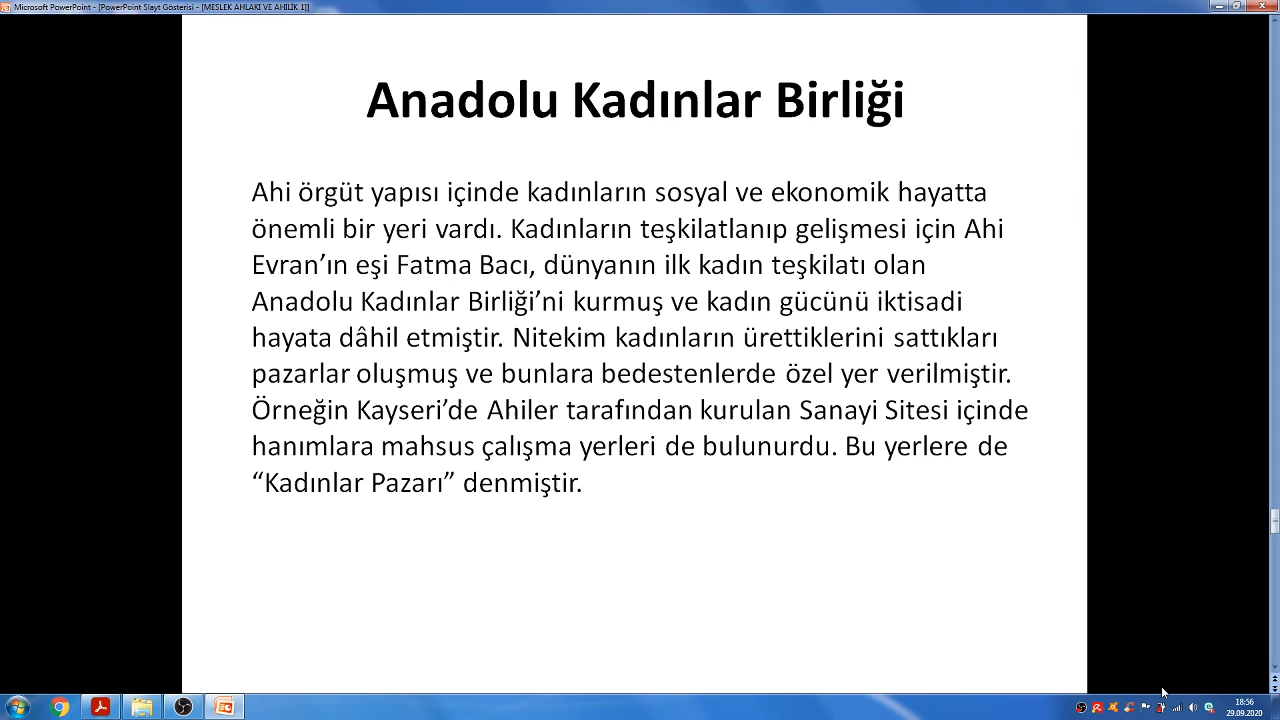 Microsoft PowerPoint - [PowerPoint Slayt Gösterisi - [MESLEK AHLAKI VE AHİLİK 1]]
Anadolu Kadınlar Birliği
Ahi örgüt yapısı içinde kadınların sosyal ve ekonomik hayatta
önemli bir yeri vardı. Kadınların teşkilatlanıp gelişmesi için Ahi
Evran’ın eşi Fatma Bacı, dünyanın ilk kadın teşkilatı olan
Anadolu Kadınlar Birliği’ni kurmuş ve kadın gücünü iktisadi
hayata dâhil etmiştir. Nitekim kadınların ürettiklerini sattıkları
pazarlar oluşmuş ve bunlara bedestenlerde özel yer verilmiştir.
Örneğin Kayseri’de Ahiler tarafından kurulan Sanayi Sitesi içinde
hanımlara mahsus çalışma yerleri de bulunurdu. Bu yerlere de
“Kadınlar Pazarı” denmiştir.
18:56
29.09.2020